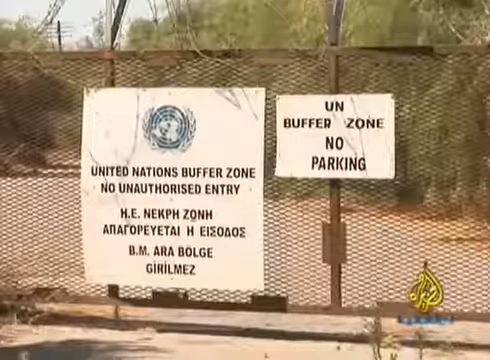 UNITED NATIONS BUFFER ZONE
NO UNAUTHORISED ENTRY
Η.Ε. ΝΕΚΡΗ ΖΩΝΗ
ΑΠΑΓΟΡΕΥΕΤΑΙ Η ΕΙΣΟΔΟΣ
B.M. ARA BÖLGE
GIRILMEZ
UN
BUFFER ZONE
NO
PARKING